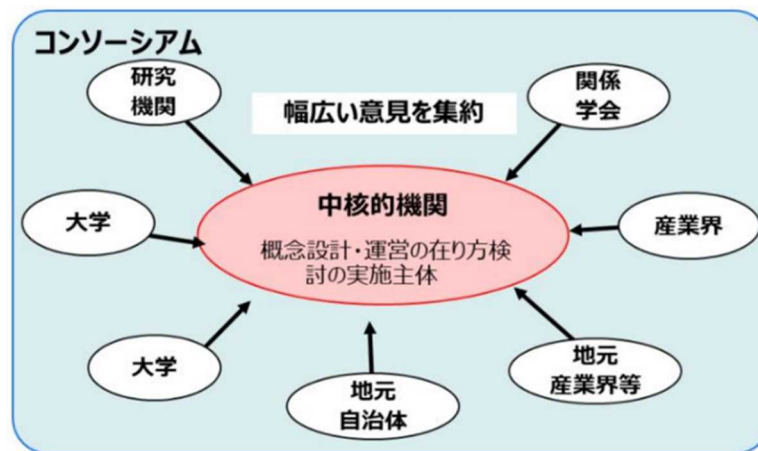 コンソーシアム
研究
機関
関係
学会
幅広い意見を集約
中核的機関
概念設計・運営の在り方検
討の実施主体
大学
産業界
大学
地元
自治体
地元
産業界等